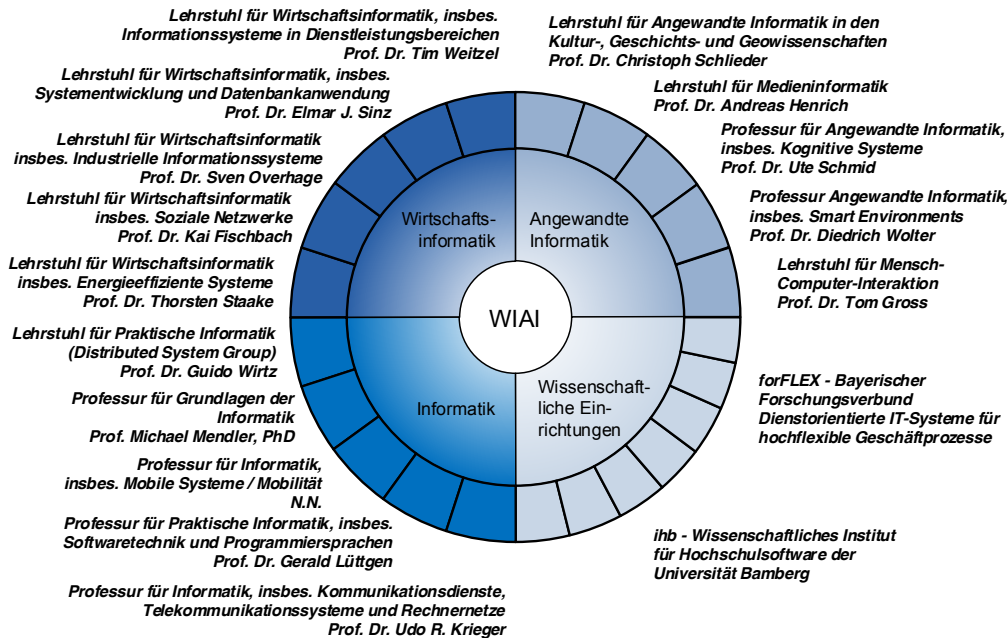 Lehrstuhl für Wirtschaftsinformatik, insbes.
Informationssysteme in Dienstleistungsbereichen
Prof. Dr. Tim Weitzel
Lehrstuhl für Wirtschaftsinformatik, insbes.
Systementwicklung und Datenbankanwendung
Prof. Dr. Elmar J. Sinz
Lehrstuhl für Wirtschaftsinformatik
insbes. Industrielle Informationssysteme
Prof. Dr. Sven Overhage
Lehrstuhl für Wirtschaftsinformatik
insbes. Soziale Netzwerke
Prof. Dr. Kai Fischbach
Lehrstuhl für Wirtschaftsinformatik
insbes. Energieeffiziente Systeme
Prof. Dr. Thorsten Staake
Lehrstuhl für Praktische Informatik
(Distributed System Group)
Prof. Dr. Guido Wirtz
Professur für Grundlagen der
Informatik
Prof. Michael Mendler, PhD
Professur für Informatik,
insbes. Mobile Systeme / Mobilität
N.N.
Professur für Praktische Informatik, insbes.
Softwaretechnik und Programmiersprachen
Prof. Dr. Gerald Lüttgen
Professur für Informatik, insbes. Kommunikationsdienste,
Telekommunikationssysteme und Rechnernetze
Prof. Dr. Udo R. Krieger
Wirtschafts-
informatik
Angewandte
Informatik
WIAI
Informatik
Wissenschaft-
liche Ein-
richtungen
Lehrstuhl für Angewandte Informatik in den
Kultur-, Geschichts- und Geowissenschaften
Prof. Dr. Christoph Schlieder
Lehrstuhl für Medieninformatik
Prof. Dr. Andreas Henrich
Professur für Angewandte Informatik,
insbes. Kognitive Systeme
Prof. Dr. Ute Schmid
Professur Angewandte Informatik,
insbes. Smart Environments
Prof. Dr. Diedrich Wolter
Lehrstuhl für Mensch-
Computer-Interaktion
Prof. Dr. Tom Gross
forFLEX - Bayerischer
Forschungsverbund
Dienstorientierte IT-Systeme für
hochflexible Geschäftprozesse
ihb - Wissenschaftliches Institut
für Hochschulsoftware der
Universität Bamberg